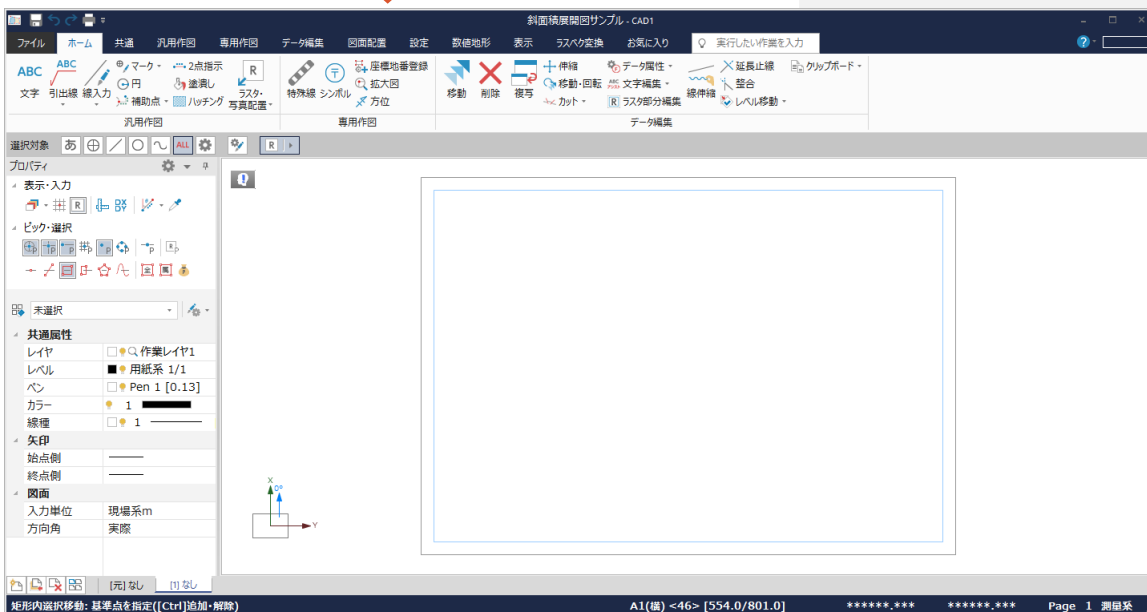 斜面積展開図サンプル - CAD1
ファイル ホーム 共通 汎用作図 専用作図 データ編集 図面配置 設定 数値地形 表示 ラスベク変換 お気に入り 実行したい作業を入力
ABC 文字
ABC 引出線
線入力
マーク 2点指示
円 塗潰し
補助点 ハッチング
R ラスタ・写真配置
特殊線 シンボル
座標地番登録
拡大図
方位
移動 削除 複写
伸縮 データ属性
移動・回転 文字編集
カット R ラスタ部分編集
線伸縮
延長止線 クリップボード
整合
レベル移動
汎用作図 専用作図 データ編集
選択対象 あ ALL R
プロパティ
表示・入力
R
ピック・選択
未選択
共通属性
レイヤ 作業レイヤ1
レベル 用紙系 1/1
ペン Pen 1 [0.13]
カラー 1
線種 1
矢印
始点側
終点側
図面
入力単位 現場系m
方向角 実際
X
0°
Y
[元] なし [1] なし
矩形内選択移動: 基準点を指定([Ctrl]追加・解除) A1(横) <46> [554.0/801.0] ******.*** ******.*** Page 1 測量系